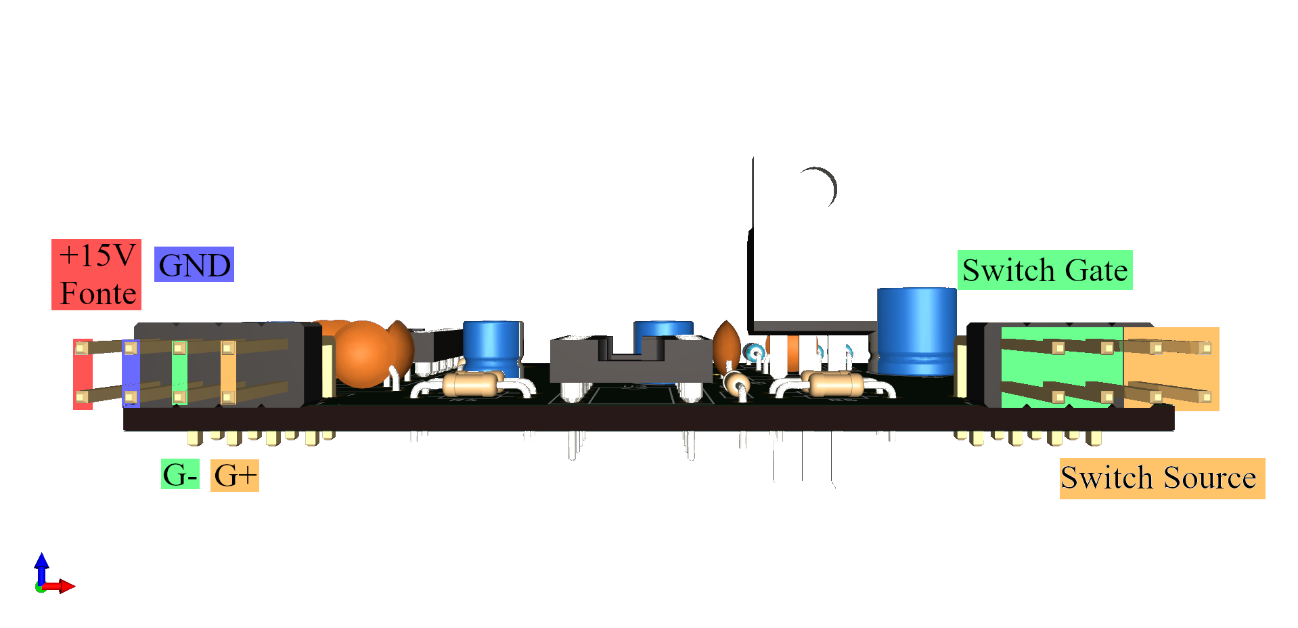 +15V
Fonte
GND
Switch Gate
G-
G+
Switch Source